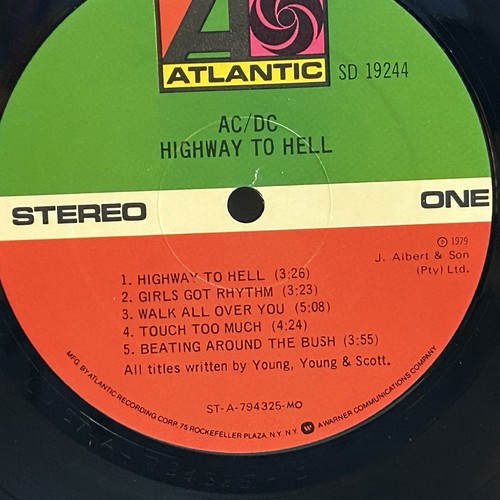 ATLANTIC
SD 19244
AC/DC
HIGHWAY TO HELL
STEREO
ONE
℗ 1979
J. Albert & Son
(Pty) Ltd.
1. HIGHWAY TO HELL (3:26)
2. GIRLS GOT RHYTHM (3:23)
3. WALK ALL OVER YOU (5:08)
4. TOUCH TOO MUCH (4:24)
5. BEATING AROUND THE BUSH (3:55)
All titles written by Young, Young & Scott.
ST-A-794325-MO
MFG. BY ATLANTIC RECORDING CORP. 75 ROCKEFELLER PLAZA, N.Y. N.Y. A WARNER COMMUNICATIONS COMPANY